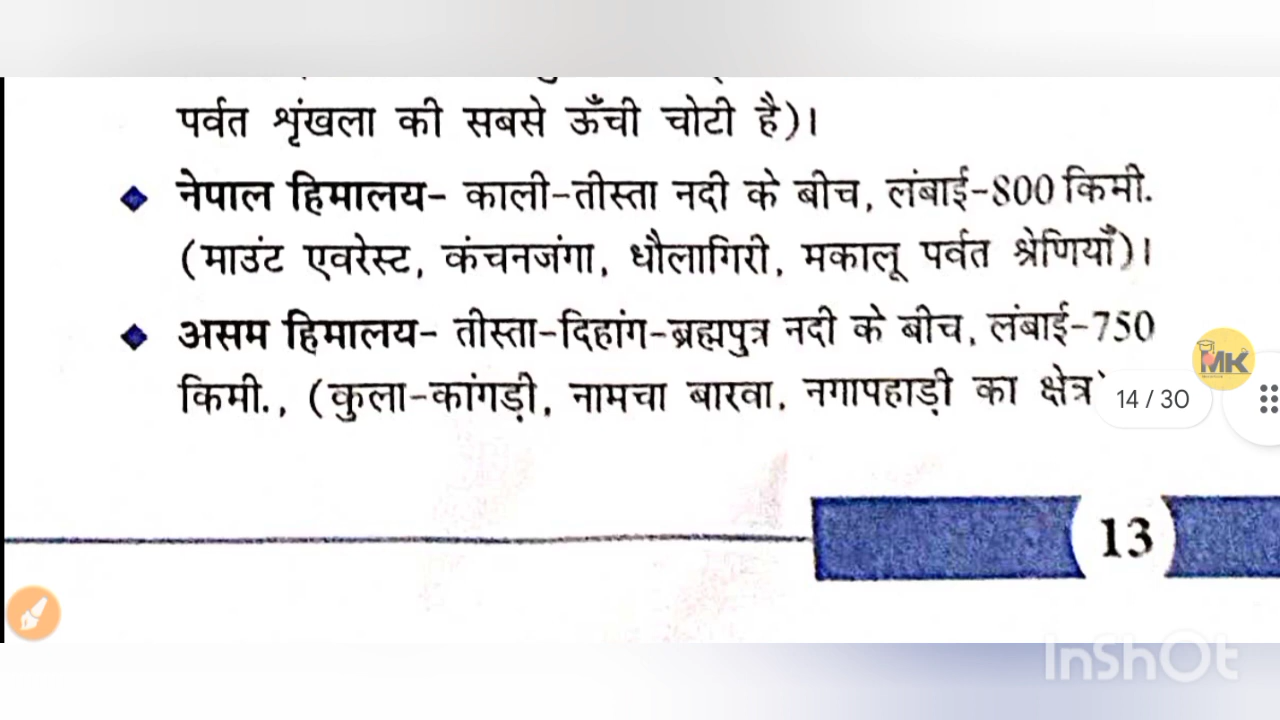 पर्वत शृंखला की सबसे ऊँची चोटी है)।
नेपाल हिमालय- काली-तीस्ता नदी के बीच, लंबाई-800 किमी.
(माउंट एवरेस्ट, कंचनजंगा, धौलागिरी, मकालू पर्वत श्रेणियाँ)।
असम हिमालय- तीस्ता-दिहांग-ब्रह्मपुत्र नदी के बीच, लंबाई-750
किमी., (कुला-कांगड़ी, नामचा बारवा, नगापहाड़ी का क्षेत्र
MK
14 / 30
13
InShOt